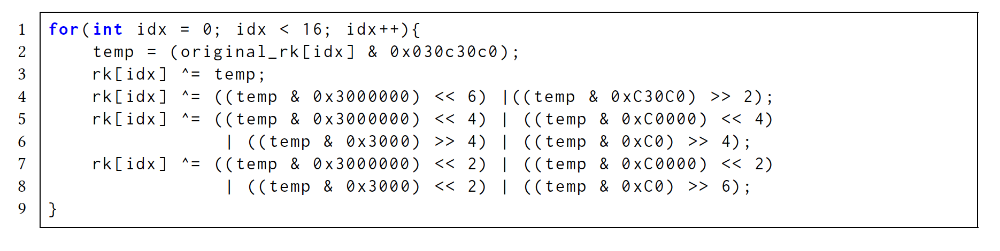 1 for(int idx = 0; idx < 16; idx++){
2 temp = (original_rk[idx] & 0x030c30c0);
3 rk[idx] ^= temp;
4 rk[idx] ^= ((temp & 0x3000000) << 6) |((temp & 0xC30C0) >> 2);
5 rk[idx] ^= ((temp & 0x3000000) << 4) | ((temp & 0xC0000) << 4)
6 | ((temp & 0x3000) >> 4) | ((temp & 0xC0) >> 4);
7 rk[idx] ^= ((temp & 0x3000000) << 2) | ((temp & 0xC0000) << 2)
8 | ((temp & 0x3000) << 2) | ((temp & 0xC0) >> 6);
9 }